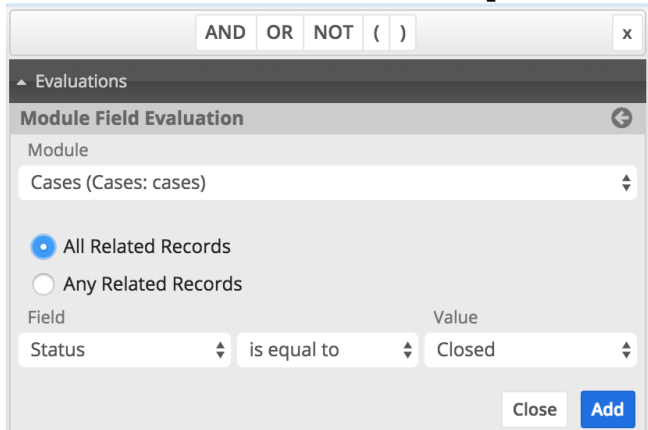 AND OR NOT ( ) x
Evaluations
Module Field Evaluation
Module
Cases (Cases: cases)
All Related Records
Any Related Records
Field Value
Status is equal to Closed
Close Add